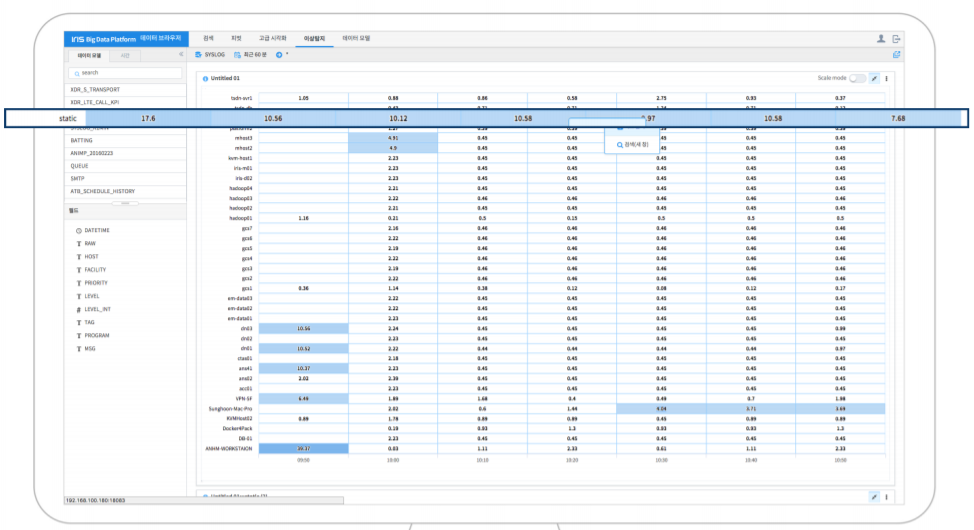 IRIS Big Data Platform 데이터 브라우저 검색 피벗 고급 시각화 이상탐지 데이터 모델
데이터 모델 시간 SYSLOG 최근 60 분
search
Untitled 01 Scale mode
XDR_S_TRANSPORT
XDR_LTE_CALL_KPI
BATTING
ANIMP_20160223
QUEUE
SMTP
ATB_SCHEDULE_HISTORY
필드
DATETIME
RAW
HOST
FACILITY
PRIORITY
LEVEL
LEVEL_INT
TAG
PROGRAM
MSG
tsdn-svr1 1.05 0.88 0.86 0.58 2.75 0.93 0.37
static 17.6 10.56 10.12 10.58 9.97 10.58 7.68
검색(새 창)
mhost3 4.91 0.45 0.45 .45 0.45 0.45
mhost2 4.9 0.45 0.45 .45 0.45 0.45
kvm-host1 2.23 0.45 0.45 0.45 0.45 0.45
iris-m01 2.23 0.45 0.45 0.45 0.45 0.45
iris-d02 2.23 0.45 0.45 0.45 0.45 0.45
hadoop04 2.21 0.45 0.45 0.45 0.45 0.45
hadoop03 2.22 0.46 0.46 0.46 0.46 0.46
hadoop02 2.21 0.45 0.45 0.45 0.45 0.45
hadoop01 1.16 0.21 0.5 0.15 0.5 0.5 0.5
gcs7 2.16 0.46 0.46 0.46 0.46 0.46
gcs6 2.22 0.46 0.46 0.46 0.46 0.46
gcs5 2.19 0.46 0.46 0.46 0.46 0.46
gcs4 2.22 0.46 0.46 0.46 0.46 0.46
gcs3 2.19 0.46 0.46 0.46 0.46 0.46
gcs2 2.22 0.46 0.46 0.46 0.46 0.46
gcs1 0.38 1.14 0.38 0.12 0.08 0.12 0.17
em-data03 2.22 0.45 0.45 0.45 0.45 0.45
em-data02 2.22 0.45 0.45 0.45 0.45 0.45
em-data01 2.23 0.45 0.45 0.45 0.45 0.45
dn03 10.56 2.24 0.45 0.45 0.45 0.45 0.89
dn02 2.23 0.45 0.45 0.45 0.45 0.45
dn01 10.52 2.22 0.44 0.44 0.44 0.44 0.97
2.18 0.45 0.45 0.45 0.45 0.45
10.37 2.23 0.45 0.45 0.45 0.45 0.45
ans02 2.03 2.39 0.45 0.45 0.45 0.45 0.45
acc01 2.23 0.45 0.45 0.45 0.45 0.45
VPN-SF 6.49 1.89 1.68 0.4 0.49 0.7 1.98
Sunghoon-Mac-Pro 2.02 0.6 1.44 3.71 3.64
KVMHost02 0.89 1.78 0.89 0.89 0.45 0.89 0.89
Docker4Pack 0.19 0.93 1.3 0.93 0.93 1.3
DB-01 2.23 0.45 0.45 0.45 0.45 0.45
ANHM-WORKSTAION 0.83 1.11 2.33 0.61 1.11 2.33
09:50 10:00 10:10 10:20 10:30 10:40 10:50
192.168.100.180:18083